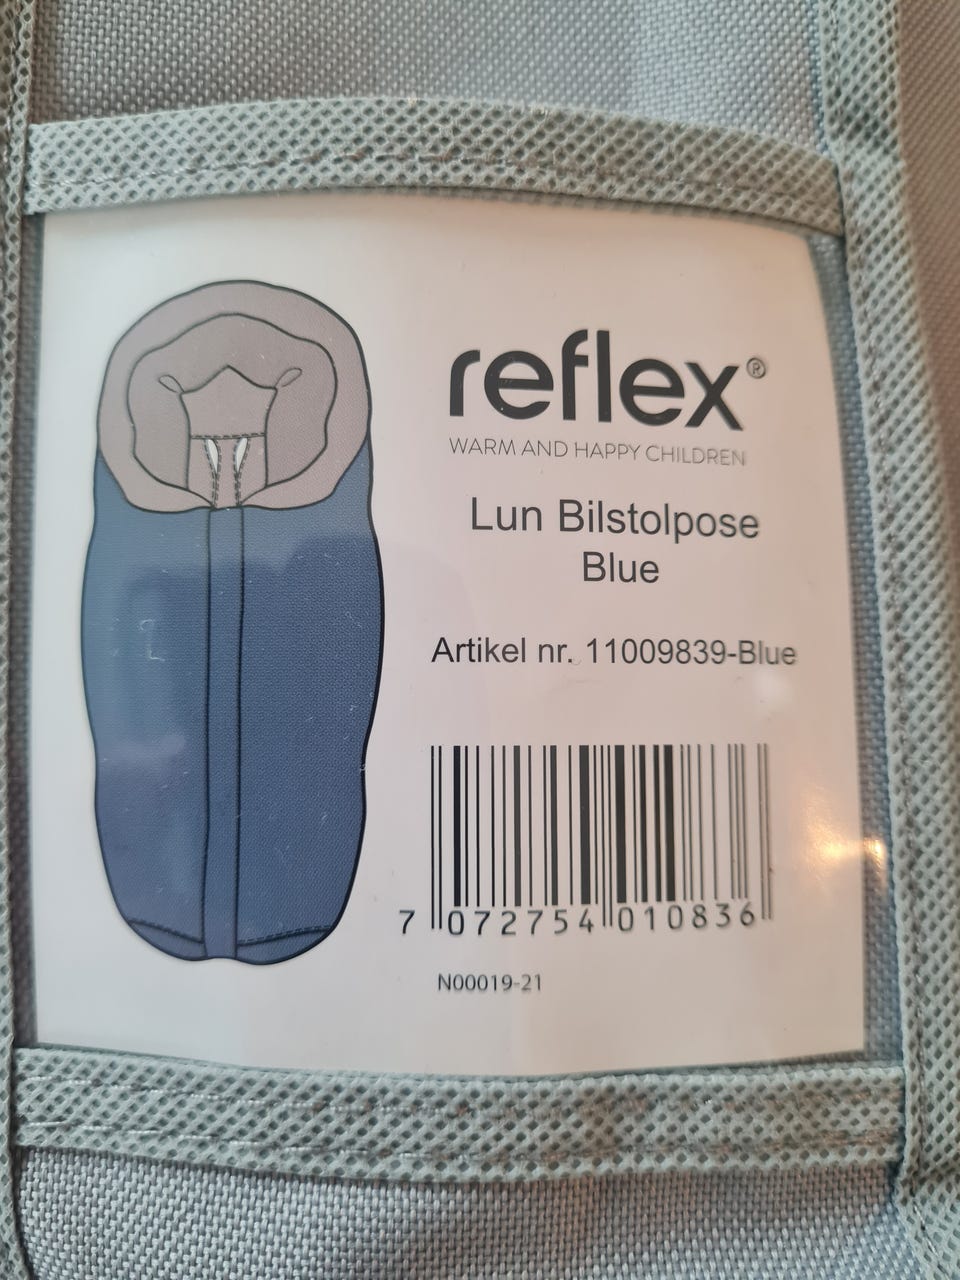 reflex®
WARM AND HAPPY CHILDREN
Lun Bilstolpose
Blue
Artikel nr. 11009839-Blue
7 072754 010836
N00019-21